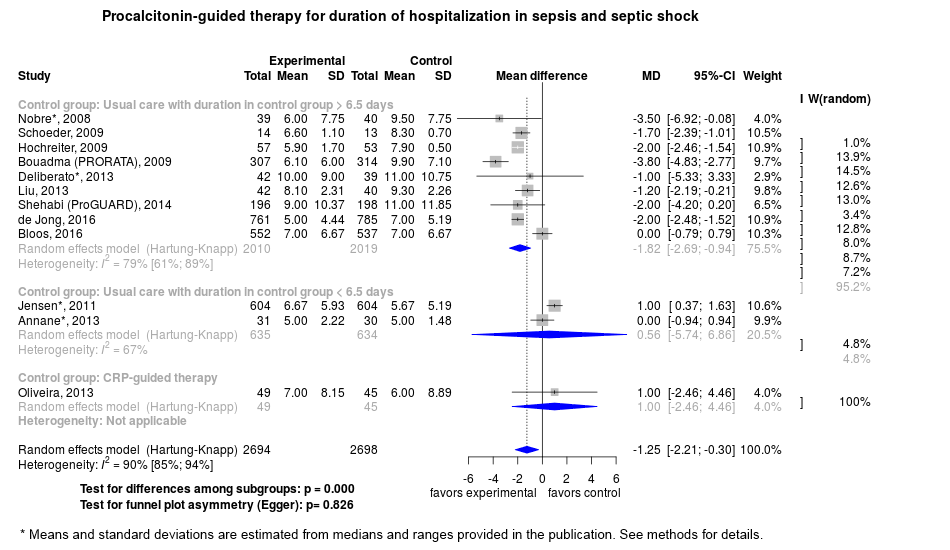 Procalcitonin-guided therapy for duration of hospitalization in sepsis and septic shock
Experimental Control
Study Total Mean SD Total Mean SD Mean difference MD 95%-CI Weight
I W(random)
Control group: Usual care with duration in control group > 6.5 days
Nobre*, 2008 39 6.00 7.75 40 9.50 7.75 -3.50 [-6.92; -0.08] 4.0%
Schoeder, 2009 14 6.60 1.10 13 8.30 0.70 -1.70 [-2.39; -1.01] 10.5%
Hochreiter, 2009 57 5.90 1.70 53 7.90 0.50 -2.00 [-2.46; -1.54] 10.9%
Bouadma (PRORATA), 2009 307 6.10 6.00 314 9.90 7.10 -3.80 [-4.83; -2.77] 9.7%
Deliberato*, 2013 42 10.00 9.00 39 11.00 10.75 -1.00 [-5.33; 3.33] 2.9%
Liu, 2013 42 8.10 2.31 40 9.30 2.26 -1.20 [-2.19; -0.21] 9.8%
Shehabi (ProGUARD), 2014 196 9.00 10.37 198 11.00 11.85 -2.00 [-4.20; 0.20] 6.5%
de Jong, 2016 761 5.00 4.44 785 7.00 5.19 -2.00 [-2.48; -1.52] 10.9%
Bloos, 2016 552 7.00 6.67 537 7.00 6.67 0.00 [-0.79; 0.79] 10.3%
Random effects model (Hartung-Knapp) 2010 2019 -1.82 [-2.69; -0.94] 75.5%
Heterogeneity: I² = 79% [61%; 89%]
] 1.0%
] 13.9%
] 14.5%
] 12.6%
] 13.0%
] 3.4%
] 12.8%
] 8.0%
] 8.7%
] 7.2%
] 95.2%
Control group: Usual care with duration in control group < 6.5 days
Jensen*, 2011 604 6.67 5.93 604 5.67 5.19 1.00 [ 0.37; 1.63] 10.6%
Annane*, 2013 31 5.00 2.22 30 5.00 1.48 0.00 [-0.94; 0.94] 9.9%
Random effects model (Hartung-Knapp) 635 634 0.56 [-5.74; 6.86] 20.5%
Heterogeneity: I² = 67%
] 4.8%
4.8%
Control group: CRP-guided therapy
Oliveira, 2013 49 7.00 8.15 45 6.00 8.89 1.00 [-2.46; 4.46] 4.0%
Random effects model (Hartung-Knapp) 49 45 1.00 [-2.46; 4.46] 4.0%
Heterogeneity: Not applicable
] 100%
Random effects model (Hartung-Knapp) 2694 2698 -1.25 [-2.21; -0.30] 100.0%
Heterogeneity: I² = 90% [85%; 94%]
-6 -4 -2 0 2 4 6
favors experimental favors control
Test for differences among subgroups: p = 0.000
Test for funnel plot asymmetry (Egger): p= 0.826
* Means and standard deviations are estimated from medians and ranges provided in the publication. See methods for details.